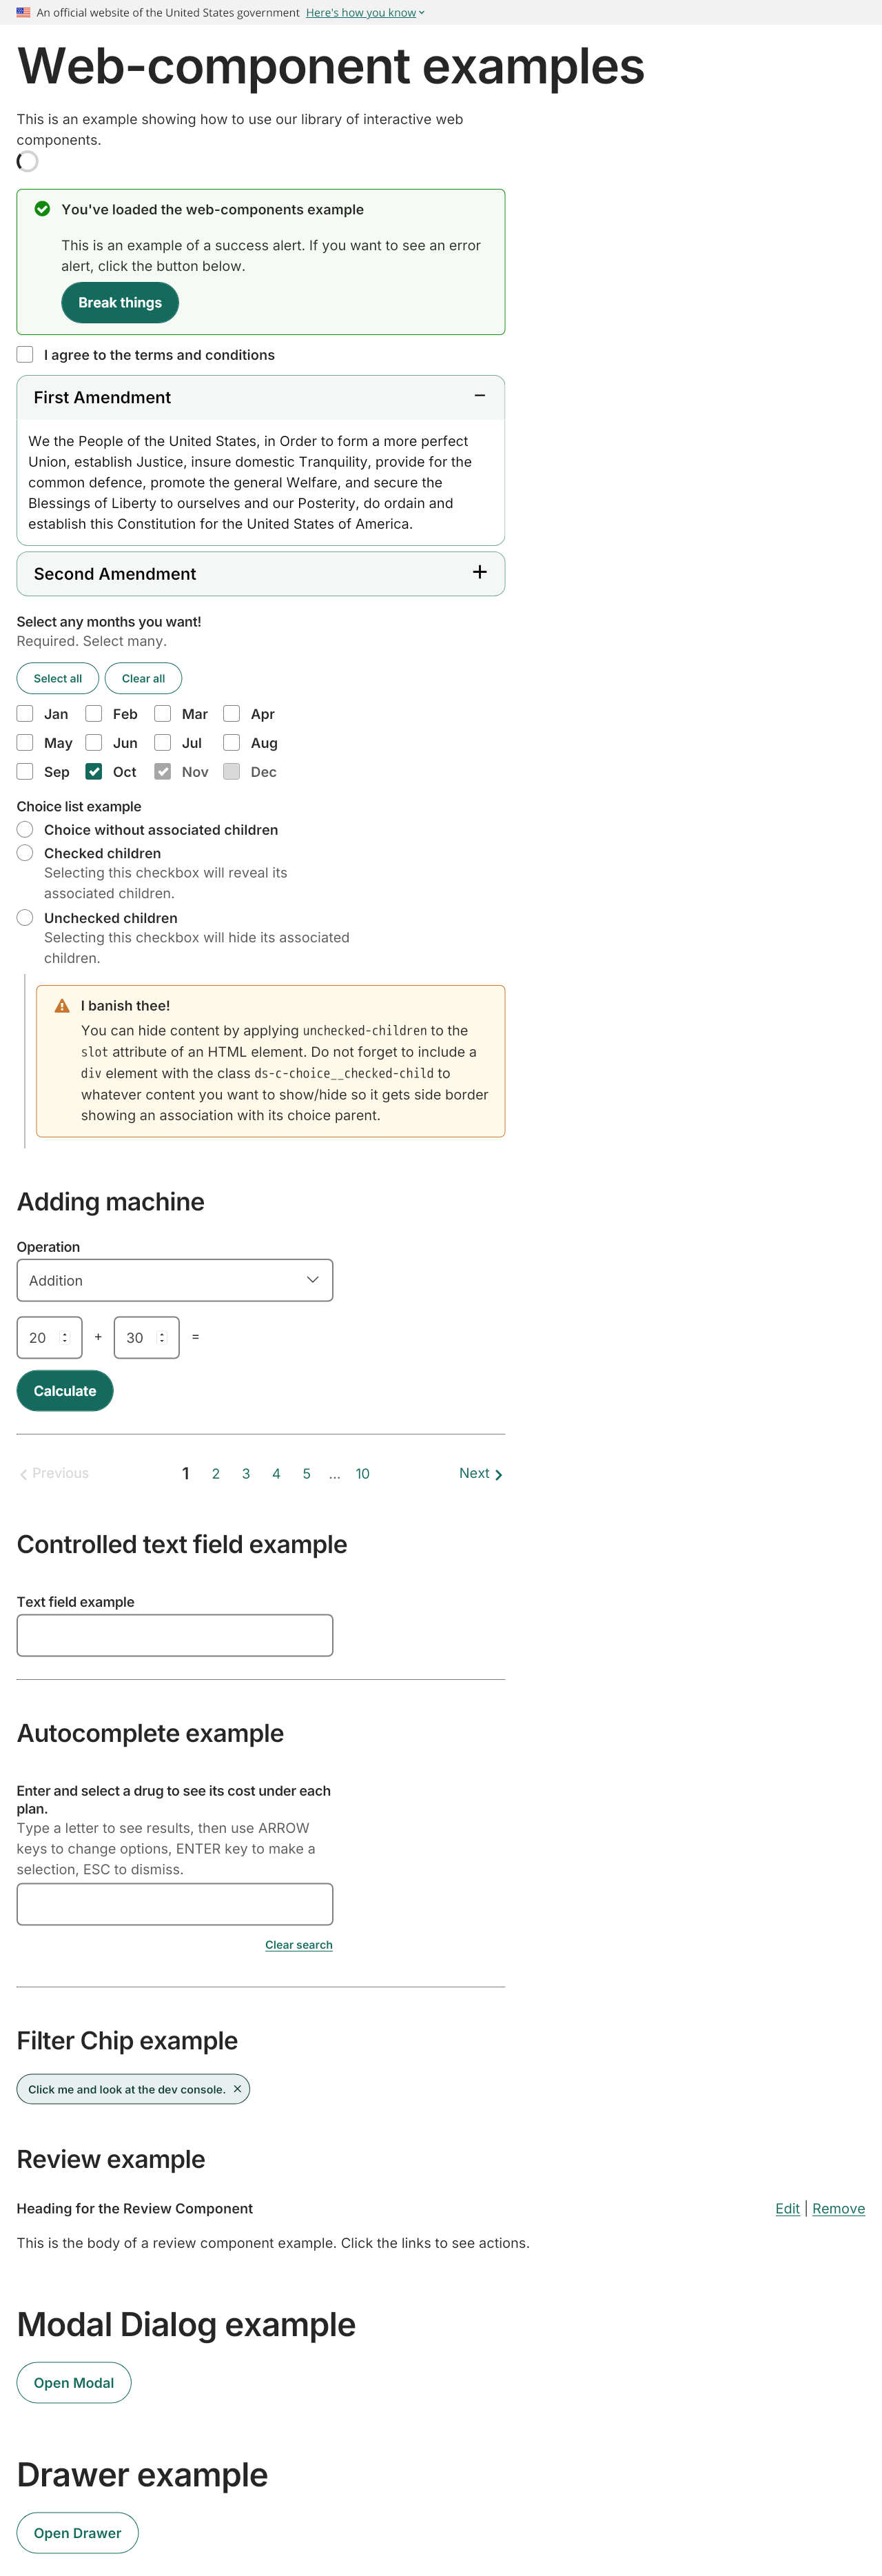 An official website of the United States government Here's how you know
Web-component examples
This is an example showing how to use our library of interactive web
components.
You've loaded the web-components example
This is an example of a success alert. If you want to see an error
alert, click the button below.
Break things
I agree to the terms and conditions
First Amendment
We the People of the United States, in Order to form a more perfect
Union, establish Justice, insure domestic Tranquility, provide for the
common defence, promote the general Welfare, and secure the
Blessings of Liberty to ourselves and our Posterity, do ordain and
establish this Constitution for the United States of America.
Second Amendment
Select any months you want!
Required. Select many.
Select all Clear all
Jan Feb Mar Apr
May Jun Jul Aug
Sep Oct Nov Dec
Choice list example
Choice without associated children
Checked children
Selecting this checkbox will reveal its
associated children.
Unchecked children
Selecting this checkbox will hide its associated
children.
I banish thee!
You can hide content by applying unchecked-children to the
slot attribute of an HTML element. Do not forget to include a
div element with the class ds-c-choice__checked-child to
whatever content you want to show/hide so it gets side border
showing an association with its choice parent.
Adding machine
Operation
Addition
20 + 30 =
Calculate
Previous 1 2 3 4 5 ... 10 Next
Controlled text field example
Text field example
Autocomplete example
Enter and select a drug to see its cost under each
plan.
Type a letter to see results, then use ARROW
keys to change options, ENTER key to make a
selection, ESC to dismiss.
Clear search
Filter Chip example
Click me and look at the dev console.
Review example
Heading for the Review Component Edit | Remove
This is the body of a review component example. Click the links to see actions.
Modal Dialog example
Open Modal
Drawer example
Open Drawer